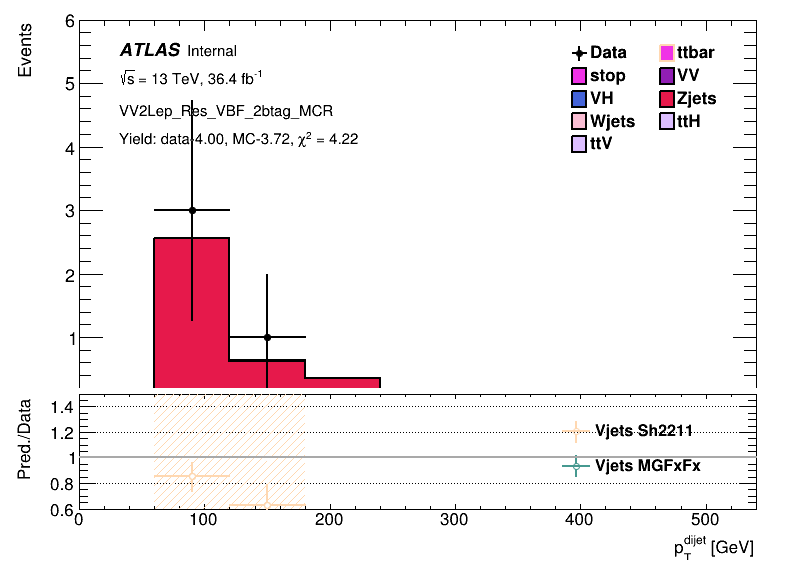 Events
6
5
4
3
2
1
ATLAS Internal
√s = 13 TeV, 36.4 fb⁻¹
VV2Lep_Res_VBF_2btag_MCR
Yield: data-4.00, MC-3.72, χ² = 4.22
Data ttbar
stop VV
VH Zjets
Wjets ttH
ttV
Pred./Data
1.4
1.2
1
0.8
0.6
Vjets Sh2211
Vjets MGFxFx
0 100 200 300 400 500
p_T^dijet [GeV]